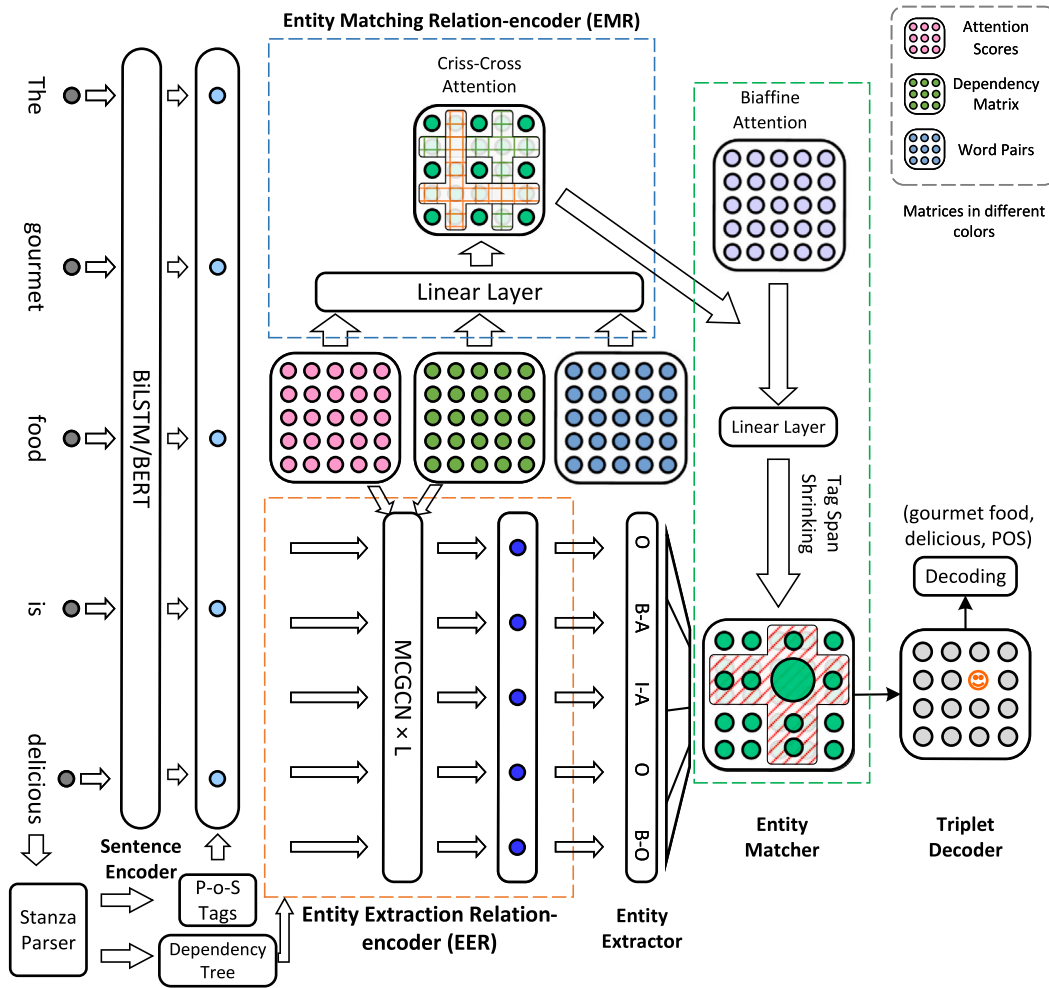 Entity Matching Relation-encoder (EMR)
Criss-Cross
Attention
Linear Layer
Attention
Scores
Dependency
Matrix
Word Pairs
Matrices in different
colors
Biaffine
Attention
Linear Layer
Tag Span
Shrinking
The
gourmet
food
is
delicious
BiLSTM/BERT
Sentence
Encoder
Stanza
Parser
P-o-S
Tags
Dependency
Tree
MCGCN × L
Entity Extraction Relation-
encoder (EER)
O
B-A
I-A
O
B-O
Entity
Extractor
Entity
Matcher
(gourmet food,
delicious, POS)
Decoding
Triplet
Decoder